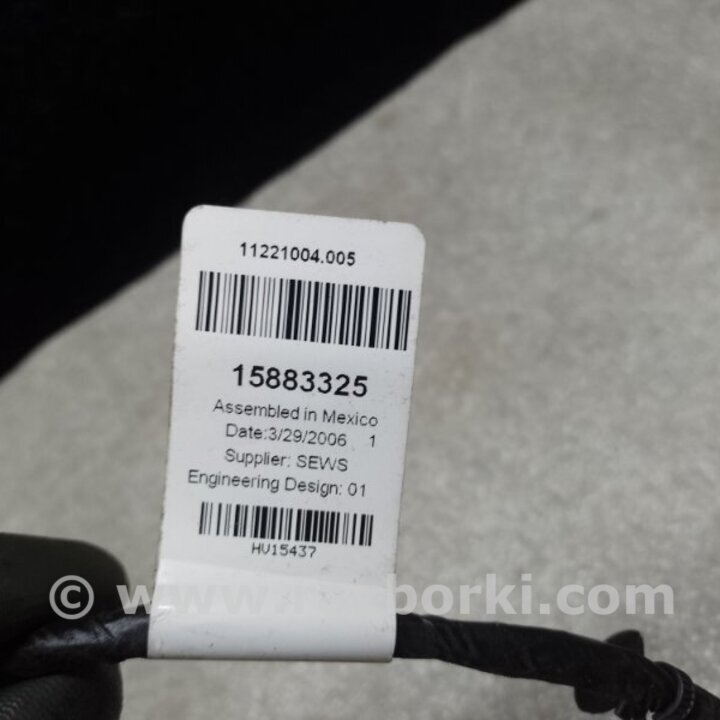 11221004.005
15883325
Assembled in Mexico
Date:3/29/2006 1
Supplier: SEWS
Engineering Design: 01
HV15437